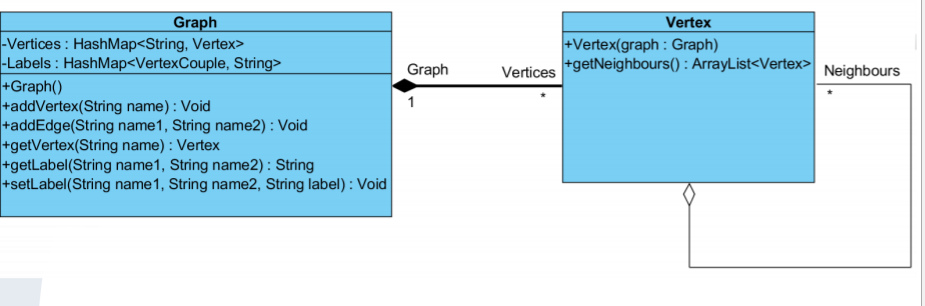 Graph
-Vertices : HashMap<String, Vertex>
-Labels : HashMap<VertexCouple, String>
+Graph()
+addVertex(String name) : Void
+addEdge(String name1, String name2) : Void
+getVertex(String name) : Vertex
+getLabel(String name1, String name2) : String
+setLabel(String name1, String name2, String label) : Void
Graph
1
Vertices
*
Vertex
+Vertex(graph : Graph)
+getNeighbours() : ArrayList<Vertex>
Neighbours
*